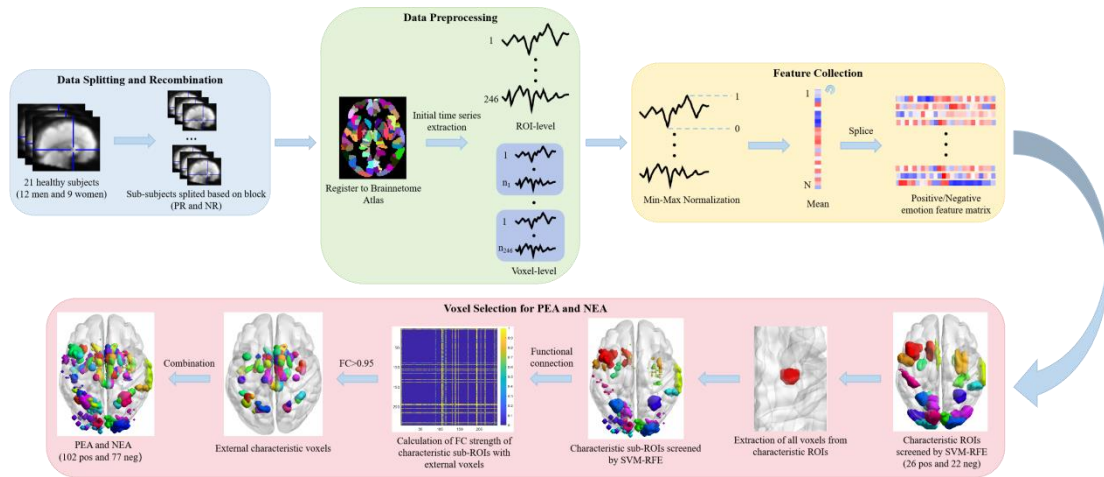 Data Splitting and Recombination
...
21 healthy subjects
(12 men and 9 women)
Sub-subjects splited based on block
(PR and NR)
Data Preprocessing
Register to Brainnetome
Atlas
Initial time series
extraction
1
246
ROI-level
1
n1
1
n246
Voxel-level
Feature Collection
1
0
Min-Max Normalization
1
N
Mean
Splice
Positive/Negative
emotion feature matrix
Voxel Selection for PEA and NEA
PEA and NEA
(102 pos and 77 neg)
Combination
External characteristic voxels
FC>0.95
Calculation of FC strength of
characteristic sub-ROIs with
external voxels
Functional
connection
Characteristic sub-ROIs screened
by SVM-RFE
Extraction of all voxels from
characteristic ROIs
Characteristic ROIs
screened by SVM-RFE
(26 pos and 22 neg)